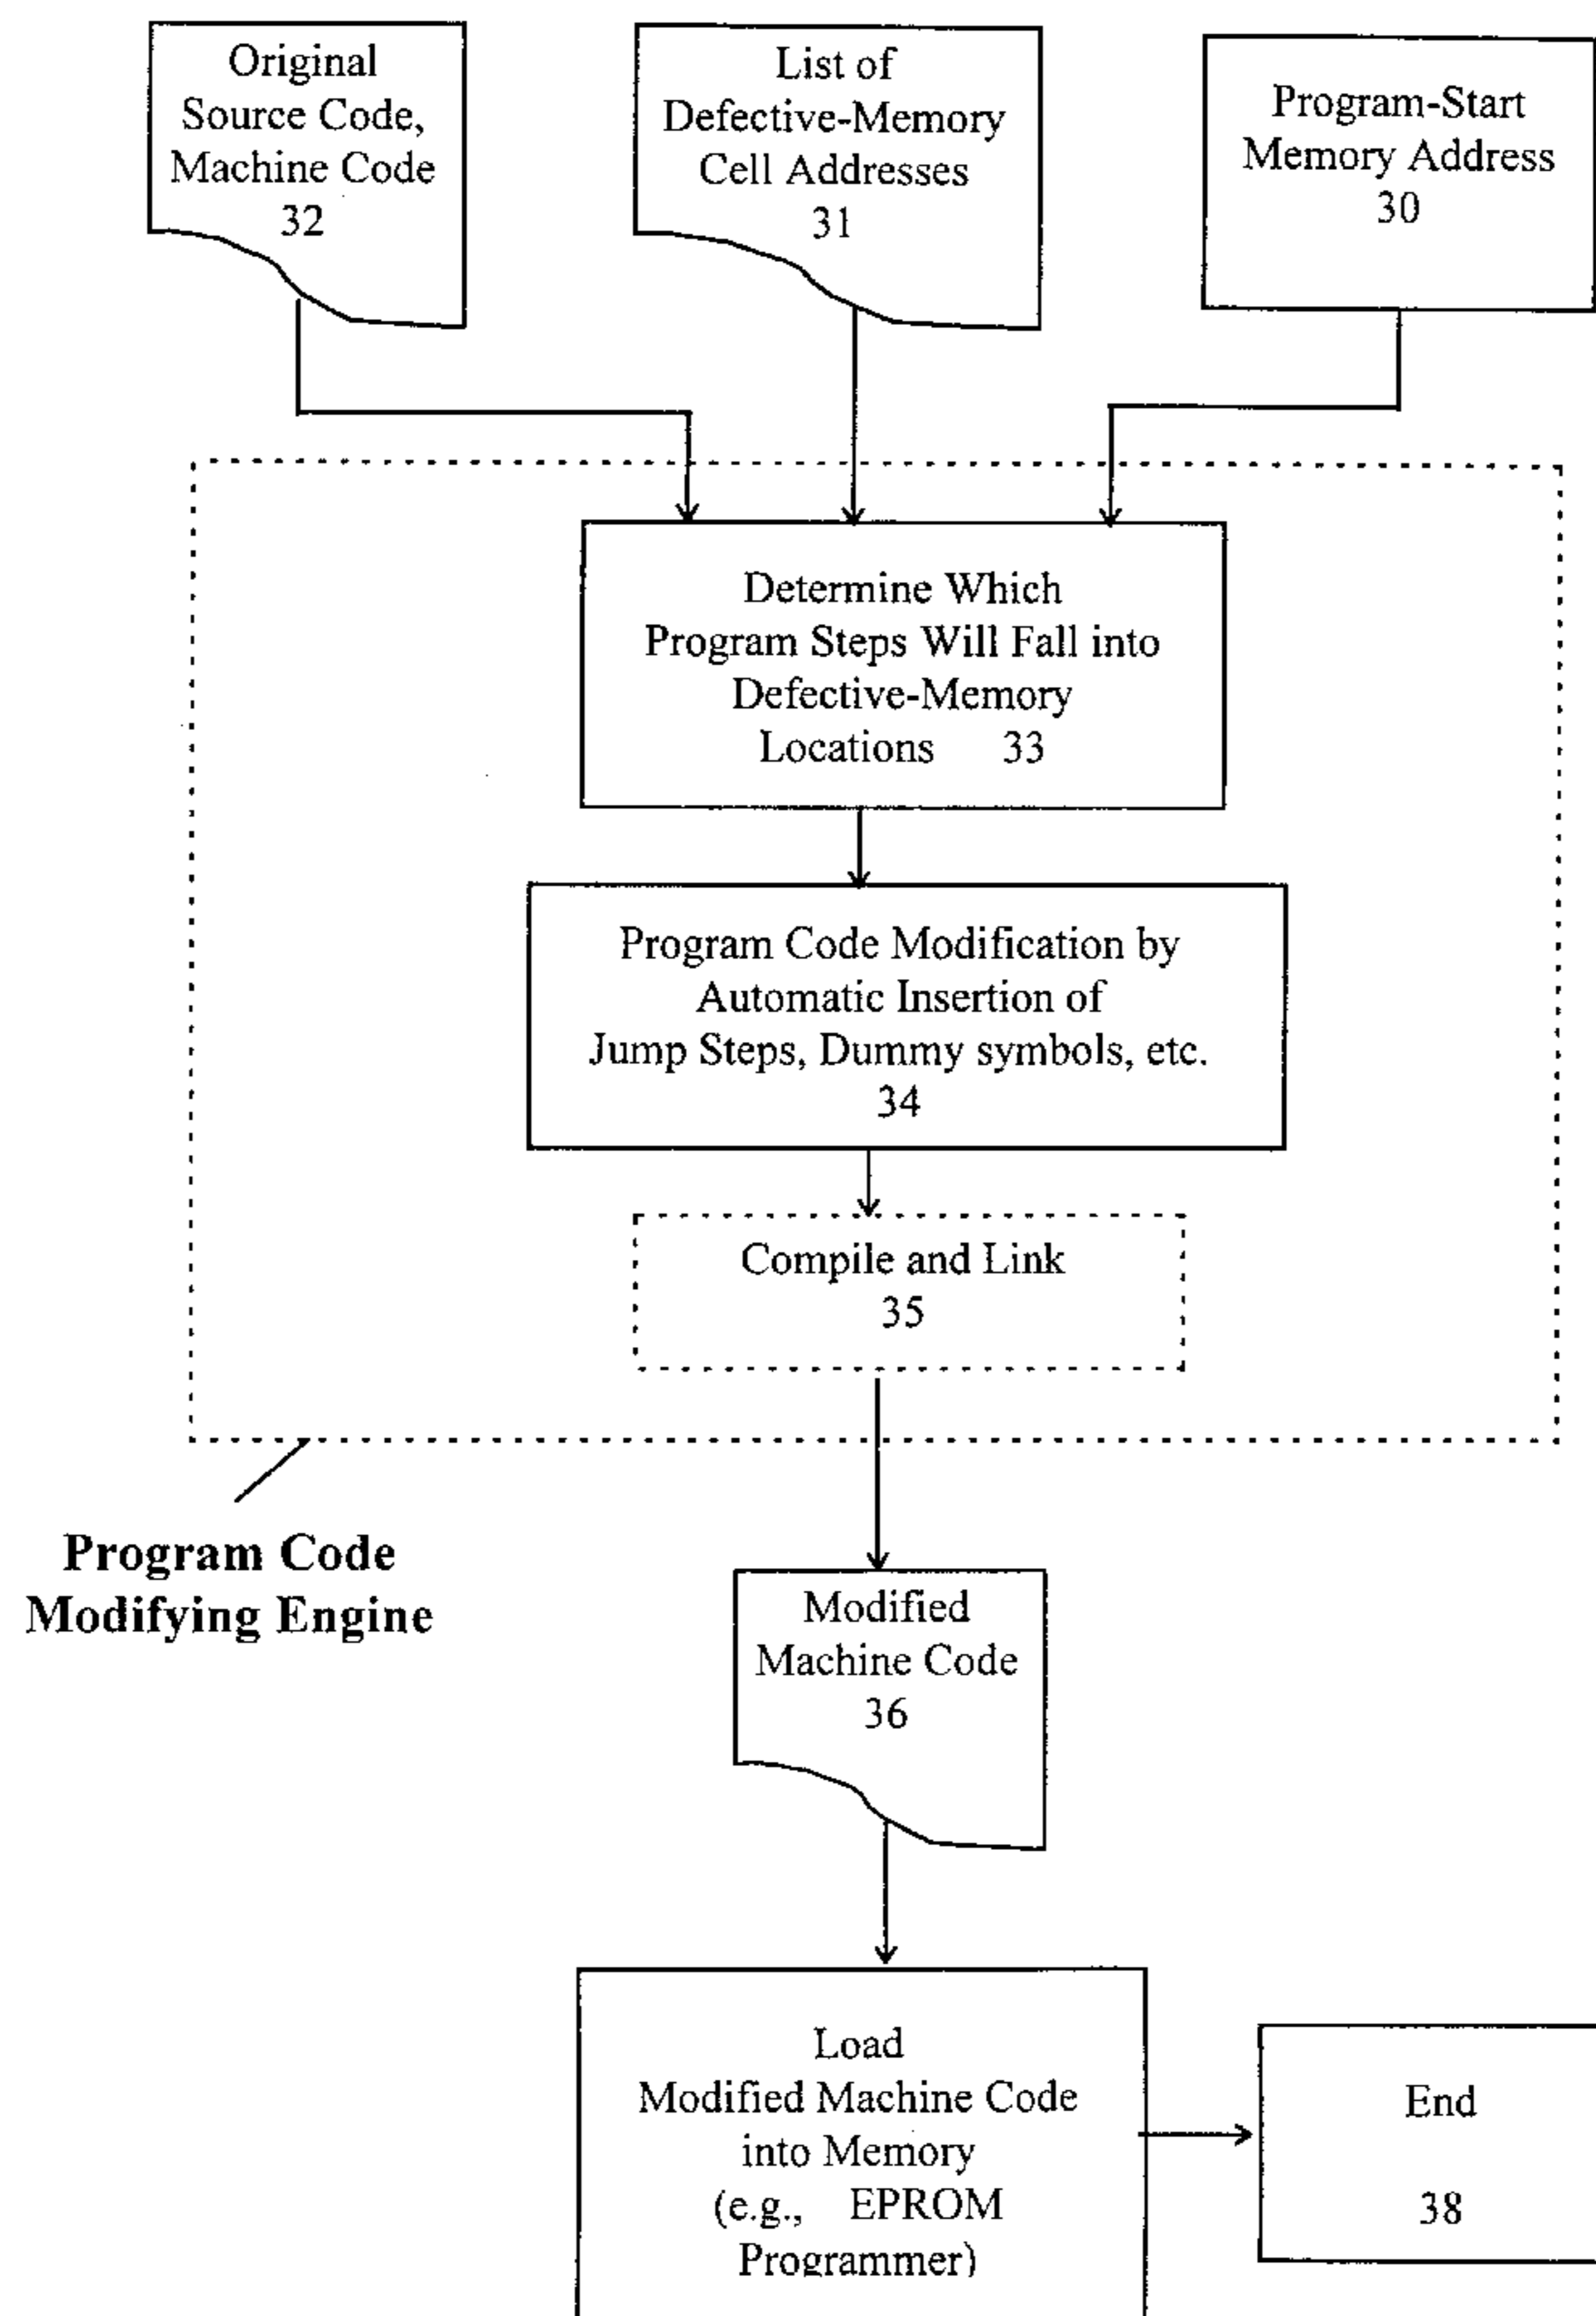 Original
Source Code,
Machine Code
32
List of
Defective-Memory
Cell Addresses
31
Program-Start
Memory Address
30
Determine Which
Program Steps Will Fall into
Defective-Memory
Locations 33
Program Code Modification by
Automatic Insertion of
Jump Steps, Dummy symbols, etc.
34
Compile and Link
35
Program Code
Modifying Engine
Modified
Machine Code
36
Load
Modified Machine Code
into Memory
(e.g., EPROM
Programmer)
End
38